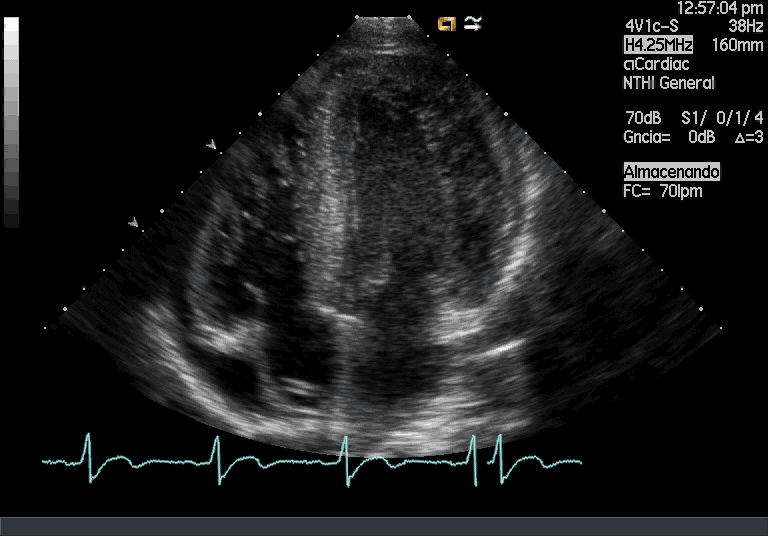 12:57:04 pm
4V1c-S 38Hz
H4.25MHz 160mm
Cardiac
NTHI General
70dB S1/ 0/1/4
Gncia= 0dB Δ=3
Almacenando
FC= 70lpm